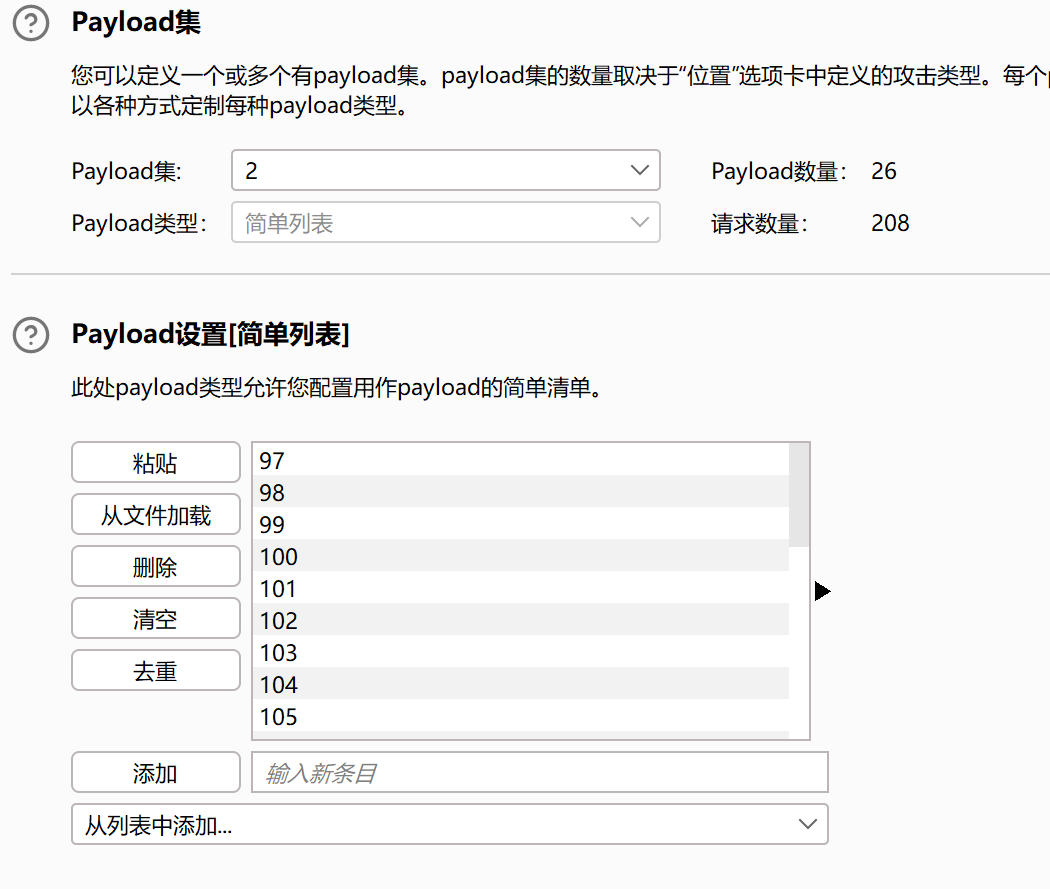 Payload集
您可以定义一个或多个有payload集。payload集的数量取决于“位置”选项卡中定义的攻击类型。每个
以各种方式定制每种payload类型。
Payload集: 2 Payload数量： 26
Payload类型： 简单列表 请求数量： 208
Payload设置[简单列表]
此处payload类型允许您配置用作payload的简单清单。
粘贴
从文件加载
删除
清空
去重
97
98
99
100
101
102
103
104
105
添加 输入新条目
从列表中添加...